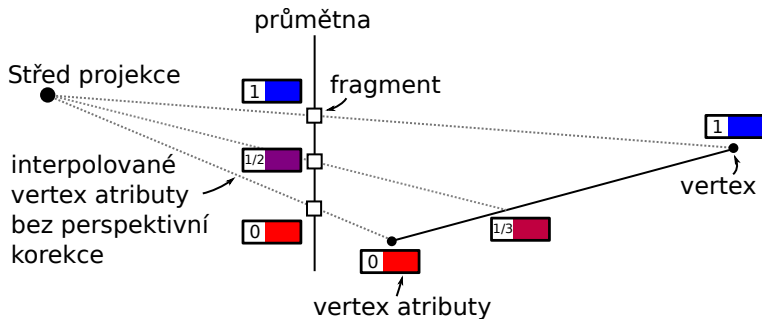 průmětna
Střed projekce
1
fragment
1
interpolované
vertex atributy
bez perspektivní
korekce
1/2
vertex
0
1/3
0
vertex atributy